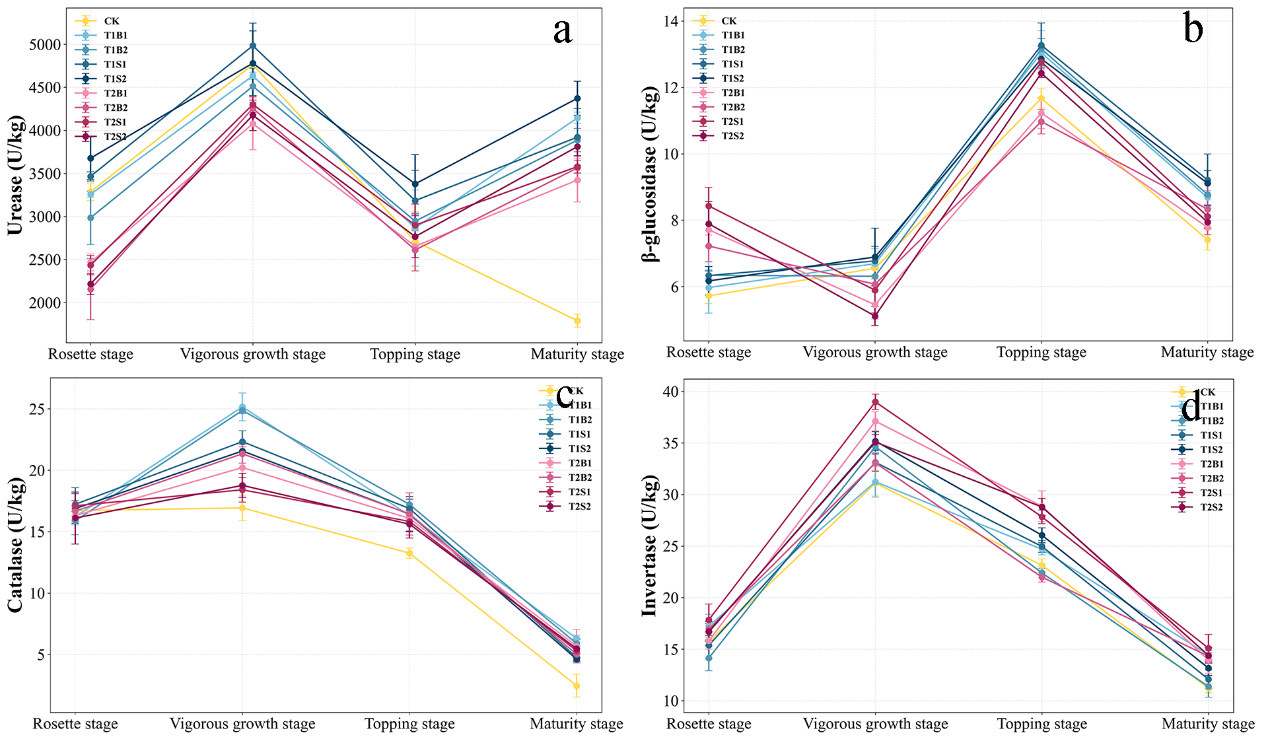 a
Urease (U/kg)
5000
4500
4000
3500
3000
2500
2000
CK
T1B1
T1B2
T1S1
T1S2
T2B1
T2B2
T2S1
T2S2
Rosette stage Vigorous growth stage Topping stage Maturity stage
b
β-glucosidase (U/kg)
14
12
10
8
6
CK
T1B1
T1B2
T1S1
T1S2
T2B1
T2B2
T2S1
T2S2
Rosette stage Vigorous growth stage Topping stage Maturity stage
c
Catalase (U/kg)
25
20
15
10
5
CK
T1B1
T1B2
T1S1
T1S2
T2B1
T2B2
T2S1
T2S2
Rosette stage Vigorous growth stage Topping stage Maturity stage
d
Invertase (U/kg)
40
35
30
25
20
15
10
CK
T1B1
T1B2
T1S1
T1S2
T2B1
T2B2
T2S1
T2S2
Rosette stage Vigorous growth stage Topping stage Maturity stage